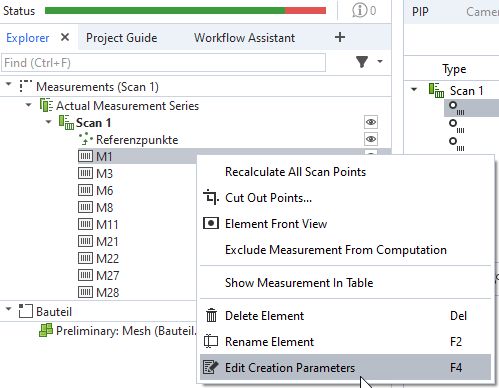 Status
0
PIP
Camer
Explorer
Project Guide
Workflow Assistant
Find (Ctrl+F)
Type
Measurements (Scan 1)
Actual Measurement Series
Scan 1
Referenzpunkte
M1
M3
M6
M8
M11
M21
M22
M27
M28
Bauteil
Preliminary: Mesh (Bauteil.
Scan 1
Recalculate All Scan Points
Cut Out Points...
Element Front View
Exclude Measurement From Computation
Show Measurement In Table
Delete Element Del
Rename Element F2
Edit Creation Parameters F4